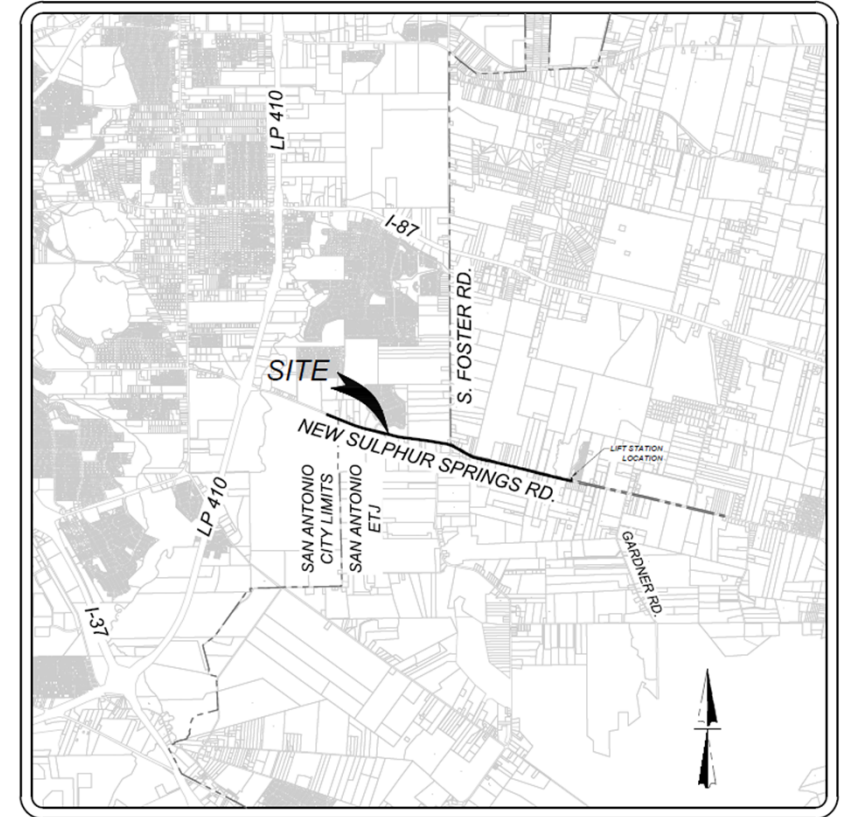 LP 410
I-87
S. FOSTER RD.
SITE
NEW SULPHUR SPRINGS RD.
LIFT STATION
LOCATION
SAN ANTONIO
CITY LIMITS
SAN ANTONIO
ETJ
LP 410
GARDNER RD.
I-37